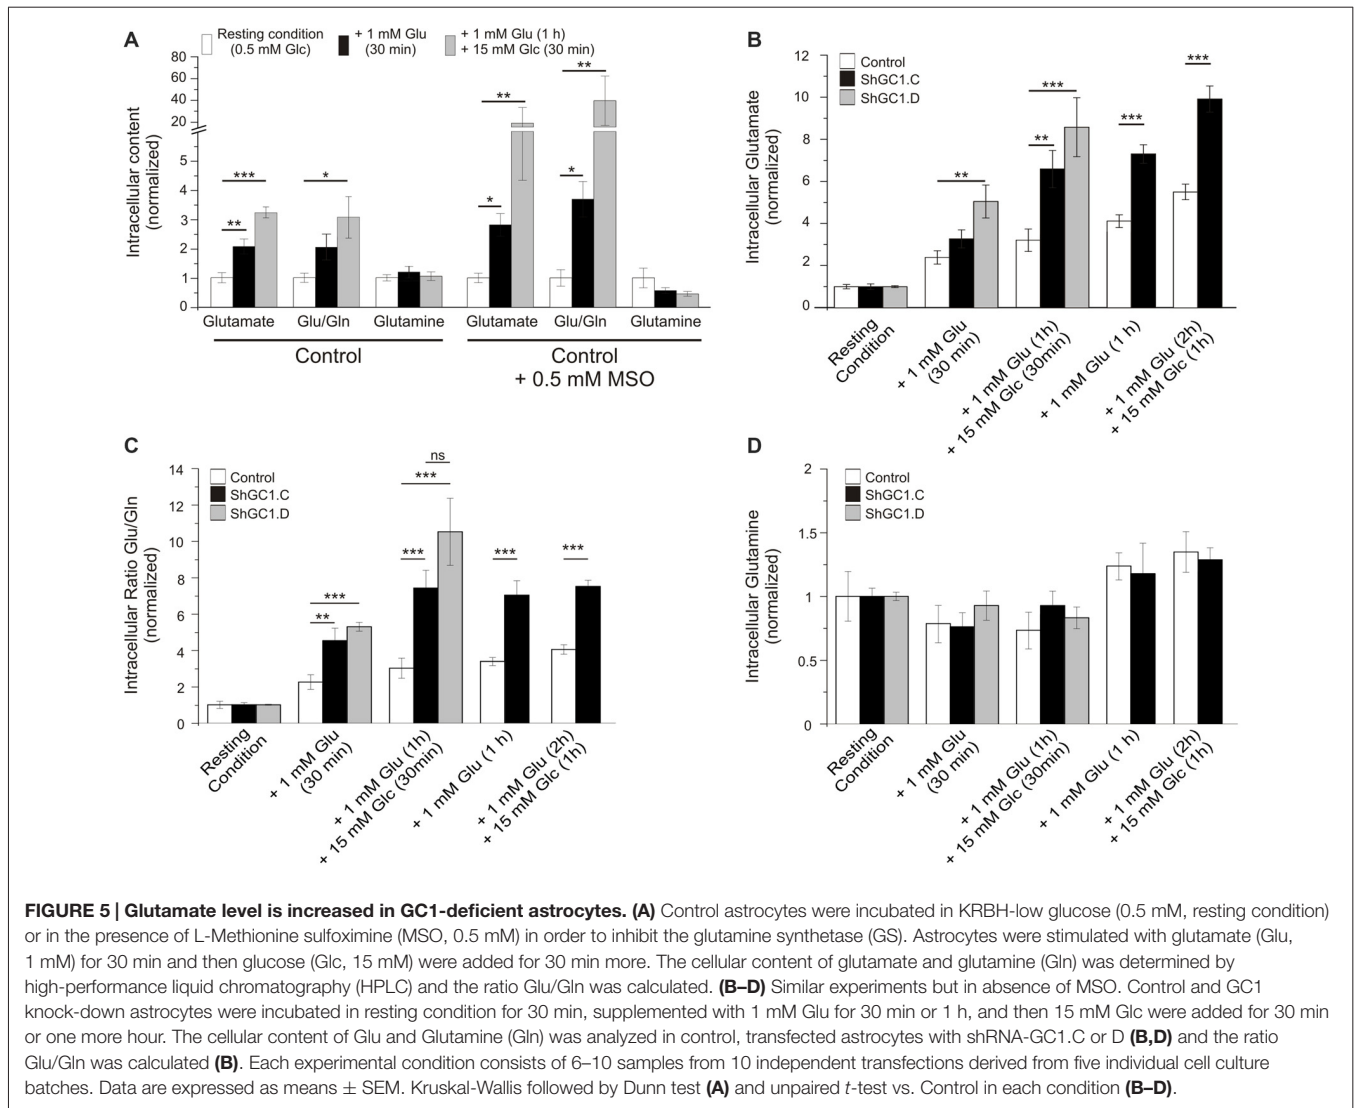 A
Resting condition
(0.5 mM Glc)
+ 1 mM Glu
(30 min)
+ 1 mM Glu (1 h)
+ 15 mM Glc (30 min)
Intracellular content
(normalized)
80
60
40
20
5
4
3
2
1
0
***
**
*
*
**
*
**
Glutamate
Glu/Gln
Glutamine
Glutamate
Glu/Gln
Glutamine
Control
Control
+ 0.5 mM MSO
B
Control
ShGC1.C
ShGC1.D
Intracellular Glutamate
(normalized)
12
10
8
6
4
2
0
**
***
**
***
***
Resting
Condition
+ 1 mM Glu
(30 min)
+ 1 mM Glu (1h)
+ 15 mM Glc (30min)
+ 1 mM Glu (1 h)
+ 1 mM Glu (2h)
+ 15 mM Glc (1h)
C
Control
ShGC1.C
ShGC1.D
Intracellular Ratio Glu/Gln
(normalized)
14
12
10
8
6
4
2
0
***
**
ns
***
***
***
***
Resting
Condition
+ 1 mM Glu
(30 min)
+ 1 mM Glu (1h)
+ 15 mM Glc (30min)
+ 1 mM Glu (1 h)
+ 1 mM Glu (2h)
+ 15 mM Glc (1h)
D
Control
ShGC1.C
ShGC1.D
Intracellular Glutamine
(normalized)
2
1.5
1
0.5
0
Resting
Condition
+ 1 mM Glu
(30 min)
+ 1 mM Glu (1h)
+ 15 mM Glc (30min)
+ 1 mM Glu (1 h)
+ 1 mM Glu (2h)
+ 15 mM Glc (1h)
FIGURE 5 | Glutamate level is increased in GC1-deficient astrocytes. (A) Control astrocytes were incubated in KRBH-low glucose (0.5 mM, resting condition)
or in the presence of L-Methionine sulfoximine (MSO, 0.5 mM) in order to inhibit the glutamine synthetase (GS). Astrocytes were stimulated with glutamate (Glu,
1 mM) for 30 min and then glucose (Glc, 15 mM) were added for 30 min more. The cellular content of glutamate and glutamine (Gln) was determined by
high-performance liquid chromatography (HPLC) and the ratio Glu/Gln was calculated. (B–D) Similar experiments but in absence of MSO. Control and GC1
knock-down astrocytes were incubated in resting condition for 30 min, supplemented with 1 mM Glu for 30 min or 1 h, and then 15 mM Glc were added for 30 min
or one more hour. The cellular content of Glu and Glutamine (Gln) was analyzed in control, transfected astrocytes with shRNA-GC1.C or D (B,D) and the ratio
Glu/Gln was calculated (B). Each experimental condition consists of 6–10 samples from 10 independent transfections derived from five individual cell culture
batches. Data are expressed as means ± SEM. Kruskal-Wallis followed by Dunn test (A) and unpaired t-test vs. Control in each condition (B–D).